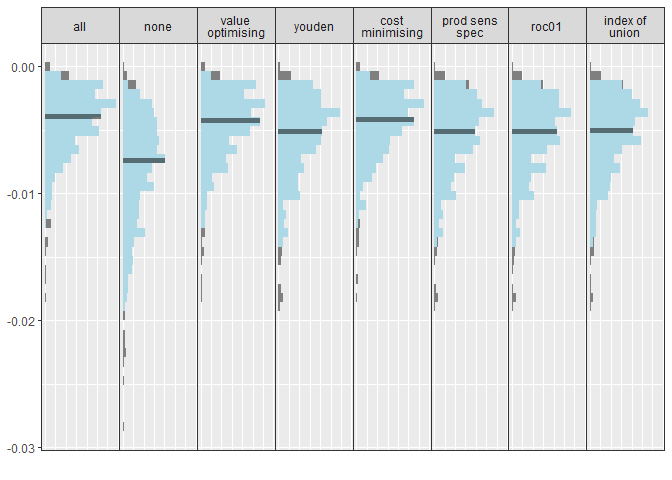 all
none
value
optimising
youden
cost
minimising
prod sens
spec
roc01
index of
union
0.00
-0.01
-0.02
-0.03